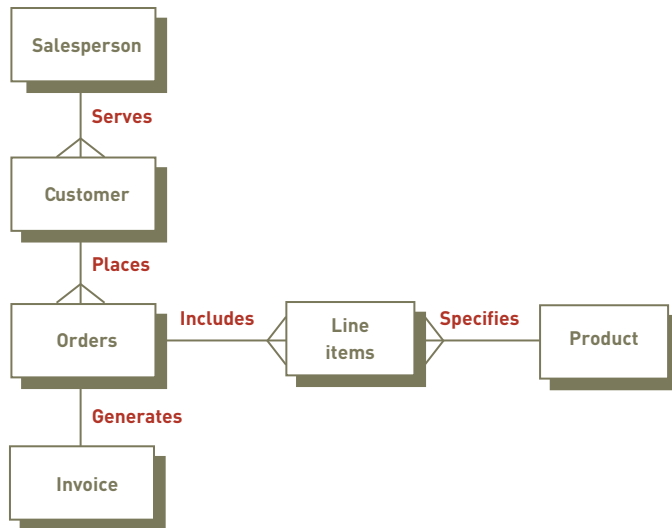 Salesperson
Serves
Customer
Places
Orders
Includes
Line
items
Specifies
Product
Generates
Invoice